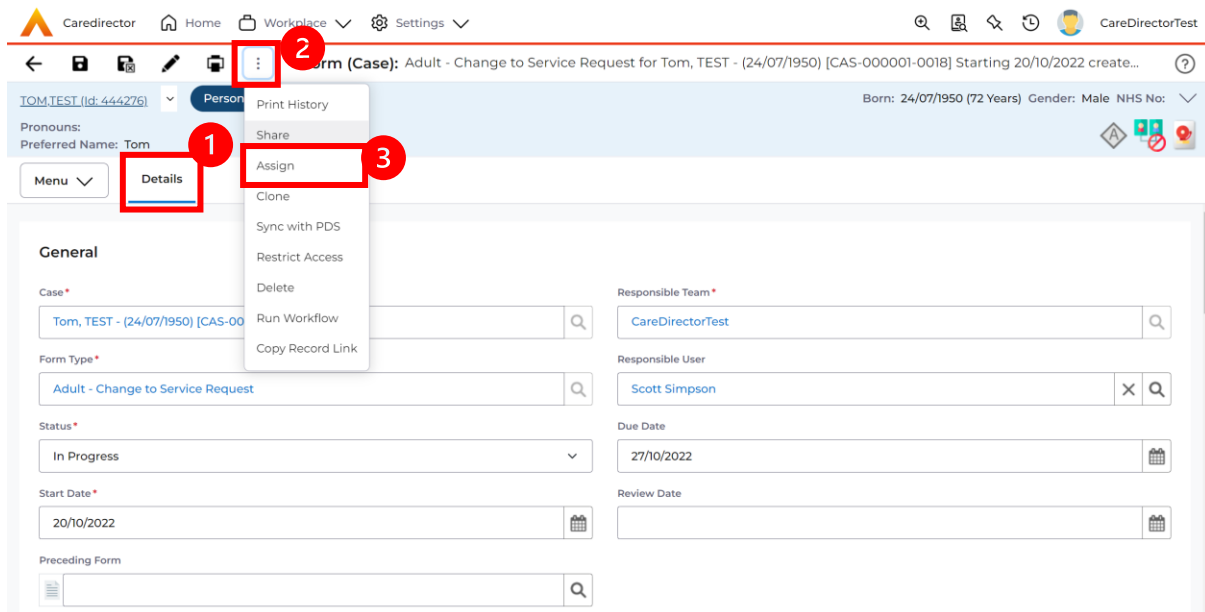 Caredirector Home Workplace Settings CareDirectorTest
2
orm (Case): Adult - Change to Service Request for Tom, TEST - (24/07/1950) [CAS-000001-0018] Starting 20/10/2022 create...
TOM,TEST (Id: 444276) Person Born: 24/07/1950 (72 Years) Gender: Male NHS No:
Pronouns:
Preferred Name: Tom
1
Menu Details
Print History
Share
Assign
3
Clone
Sync with PDS
Restrict Access
Delete
Run Workflow
Copy Record Link
General
Case* Responsible Team*
Tom, TEST - (24/07/1950) [CAS-00 CareDirectorTest
Form Type* Responsible User
Adult - Change to Service Request Scott Simpson
Status* Due Date
In Progress 27/10/2022
Start Date* Review Date
20/10/2022
Preceding Form